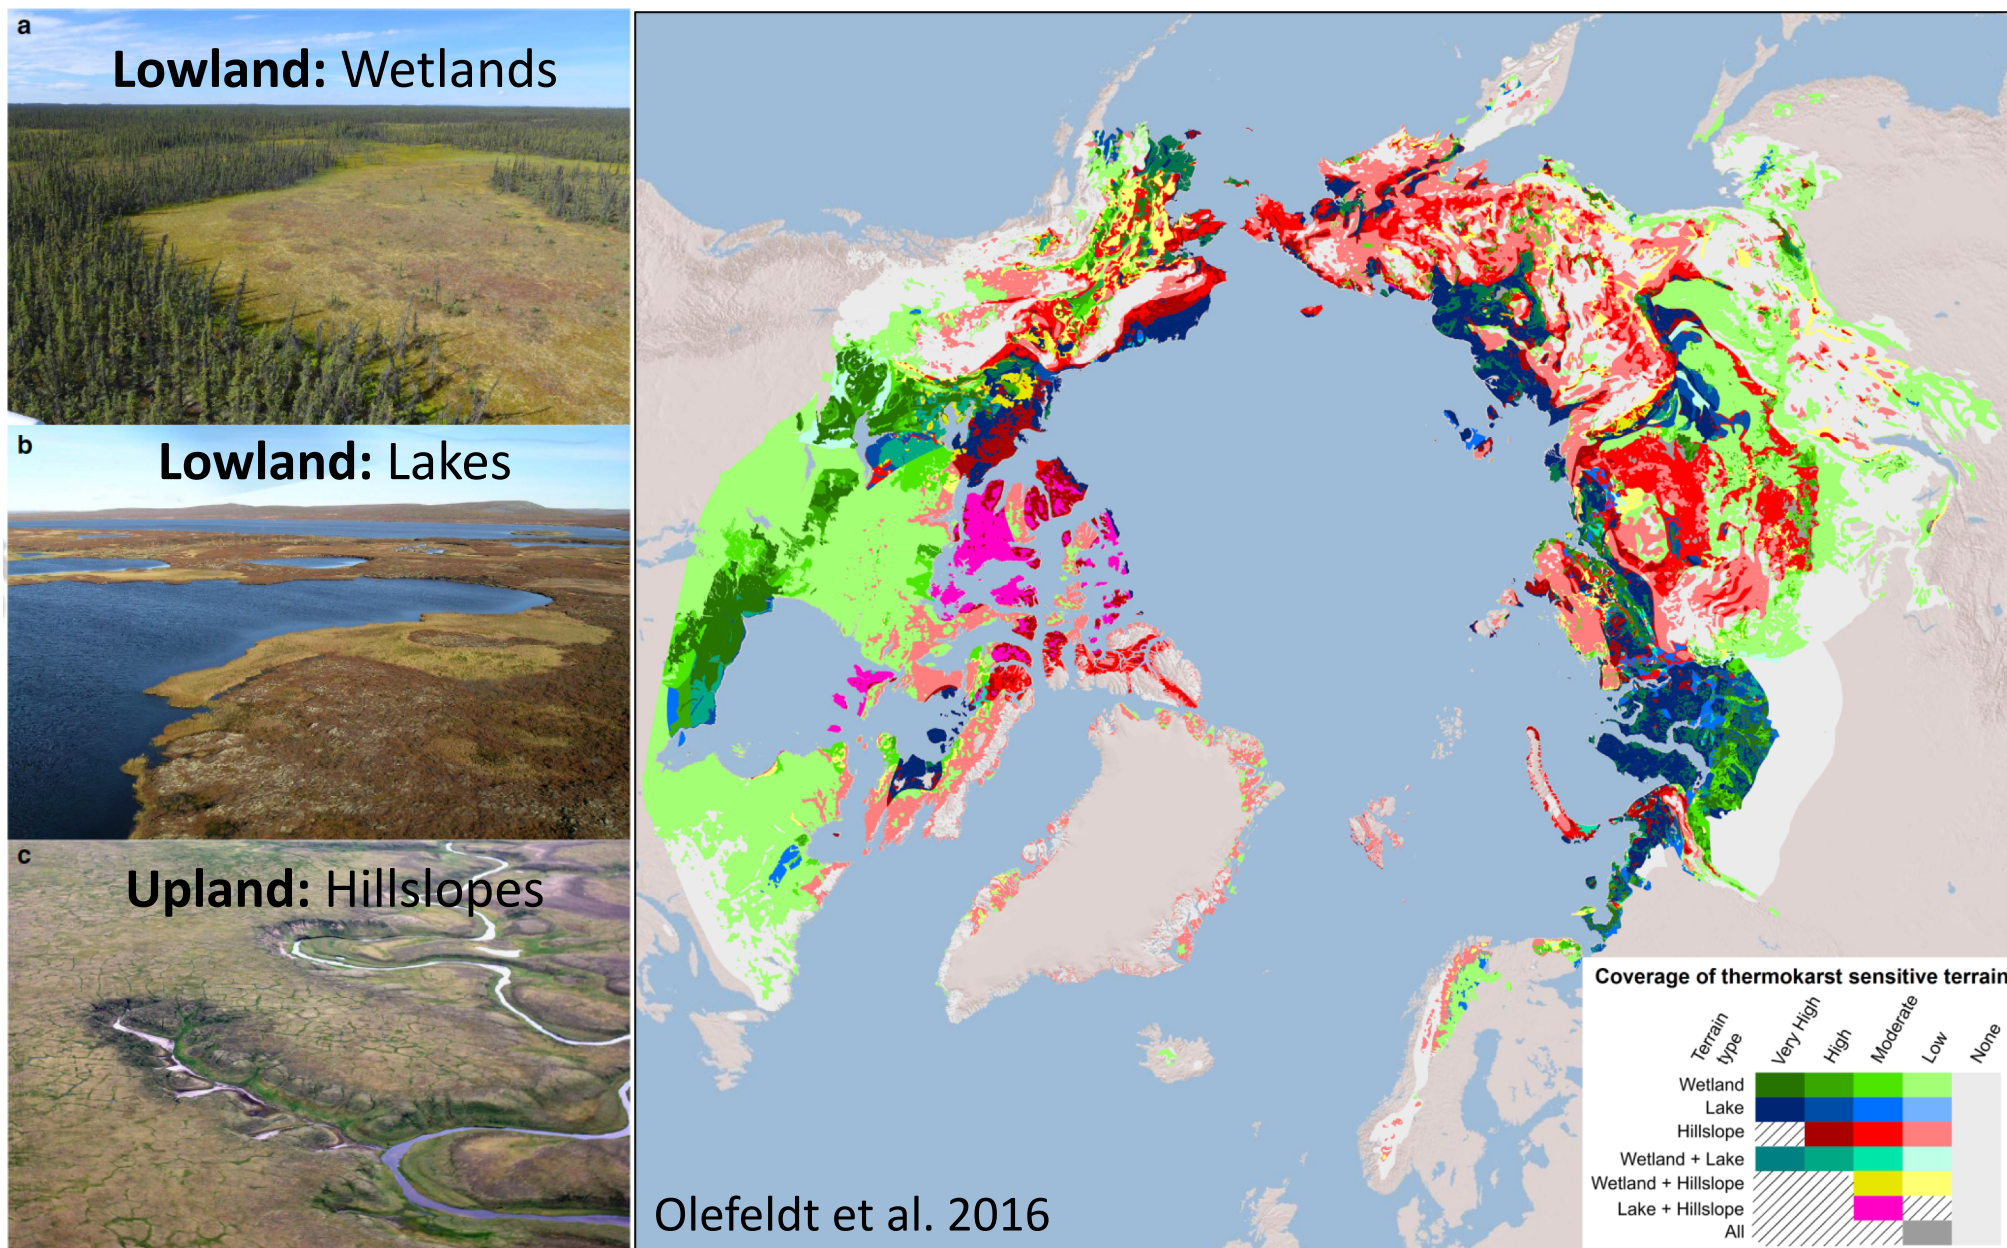 a
Lowland: Wetlands
b
Lowland: Lakes
c
Upland: Hillslopes
Olefeldt et al. 2016
Coverage of thermokarst sensitive terrain
Terrain
type
Very High
High
Moderate
Low
None
Wetland
Lake
Hillslope
Wetland + Lake
Wetland + Hillslope
Lake + Hillslope
All